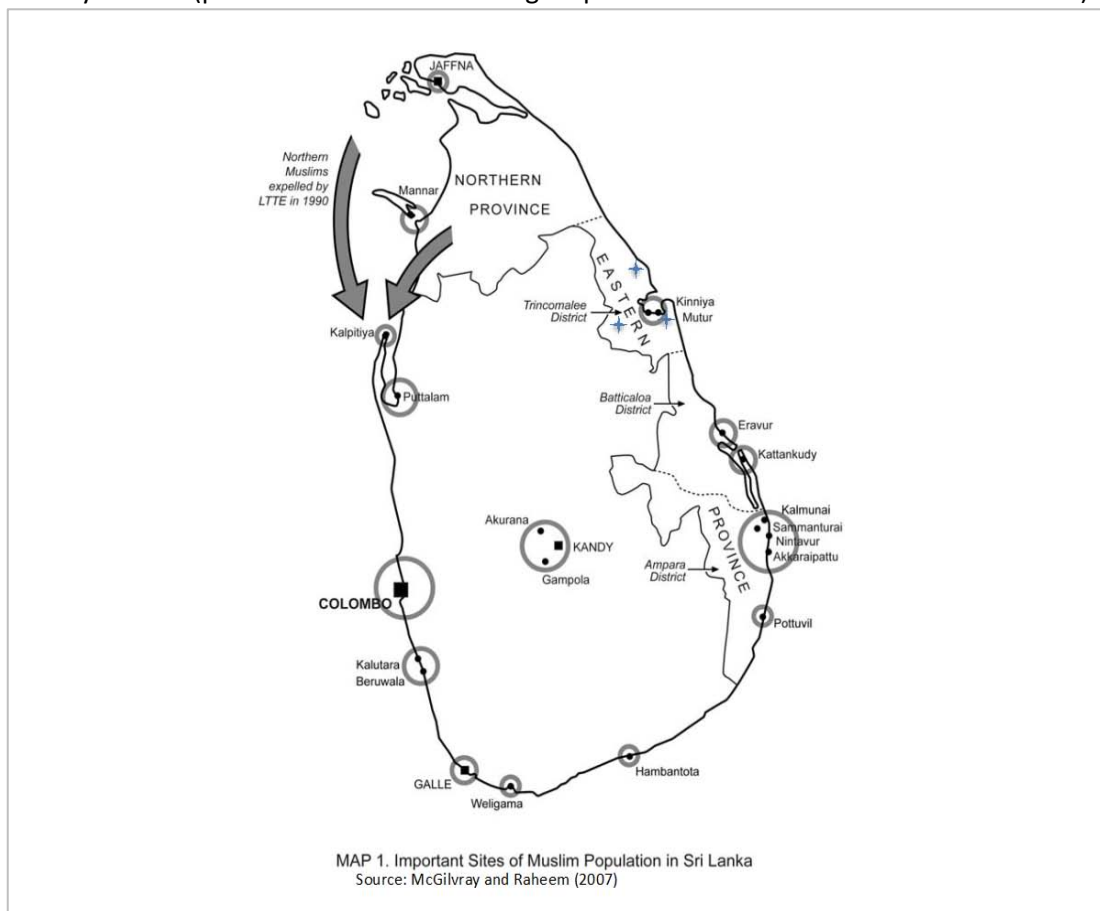 JAFFNA
Northern
Muslims
expelled by
LTTE in 1990
Mannar
NORTHERN
PROVINCE
EASTERN
Trincomalee
District
Kinniya
Mutur
Kalpitiya
Puttalam
Batticaloa
District
Eravur
Kattankudy
Akurana
KANDY
Gampola
Kalmunai
Sammanturai
Nintavur
Akkaraipattu
PROVINCE
Ampara
District
COLOMBO
Pottuvil
Kalutara
Beruwala
GALLE
Weligama
Hambantota
MAP 1. Important Sites of Muslim Population in Sri Lanka
Source: McGilvray and Raheem (2007)